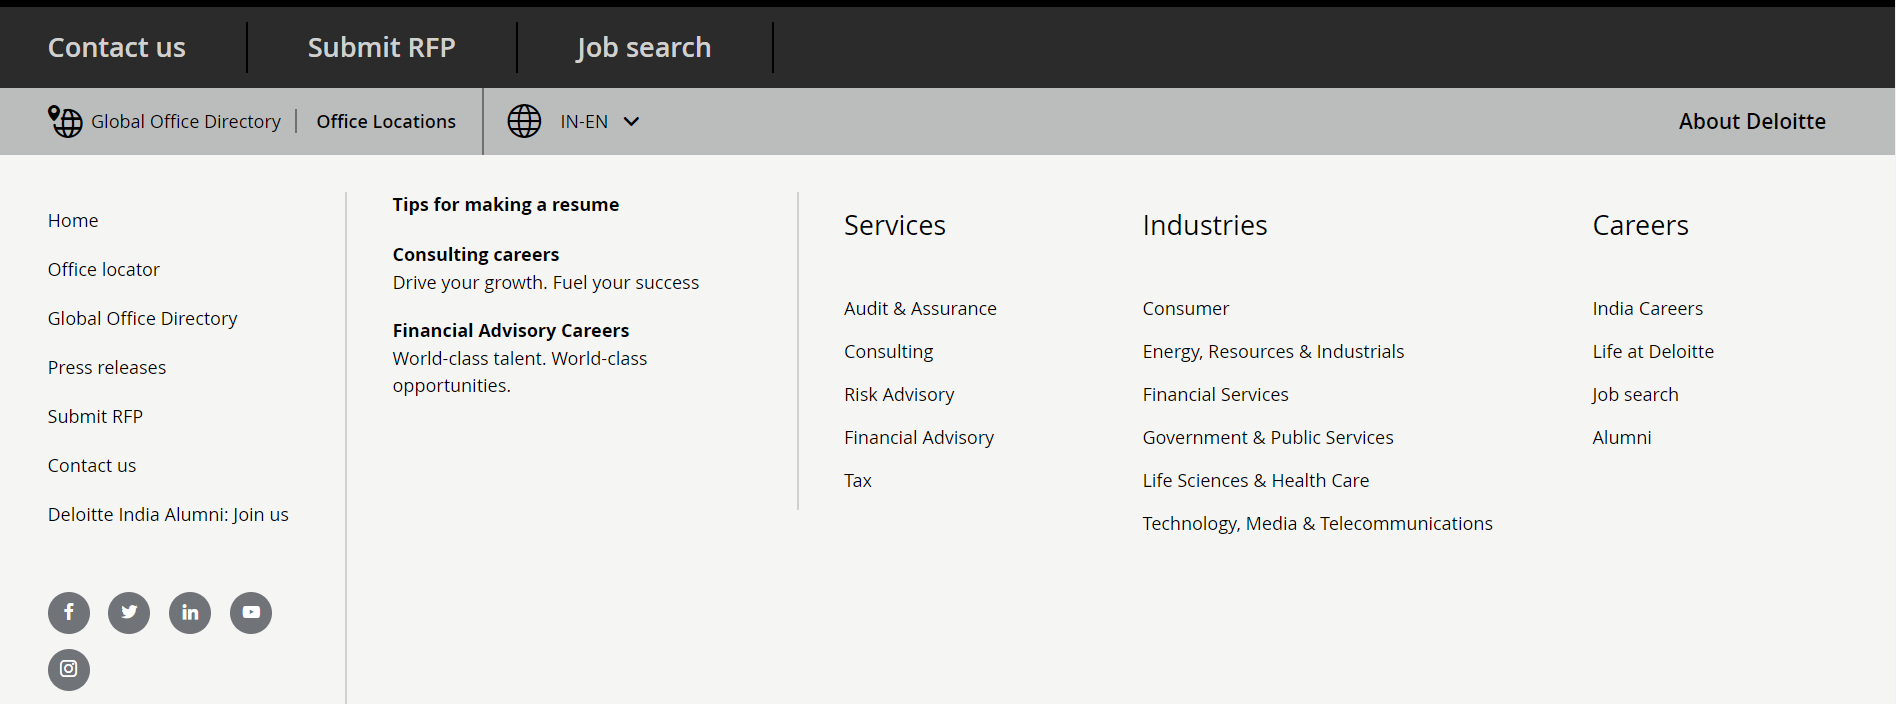 Contact us
Submit RFP
Job search
Global Office Directory
Office Locations
IN-EN
About Deloitte
Home
Office locator
Global Office Directory
Press releases
Submit RFP
Contact us
Deloitte India Alumni: Join us
Tips for making a resume
Consulting careers
Drive your growth. Fuel your success
Financial Advisory Careers
World-class talent. World-class
opportunities.
Services
Audit & Assurance
Consulting
Risk Advisory
Financial Advisory
Tax
Industries
Consumer
Energy, Resources & Industrials
Financial Services
Government & Public Services
Life Sciences & Health Care
Technology, Media & Telecommunications
Careers
India Careers
Life at Deloitte
Job search
Alumni